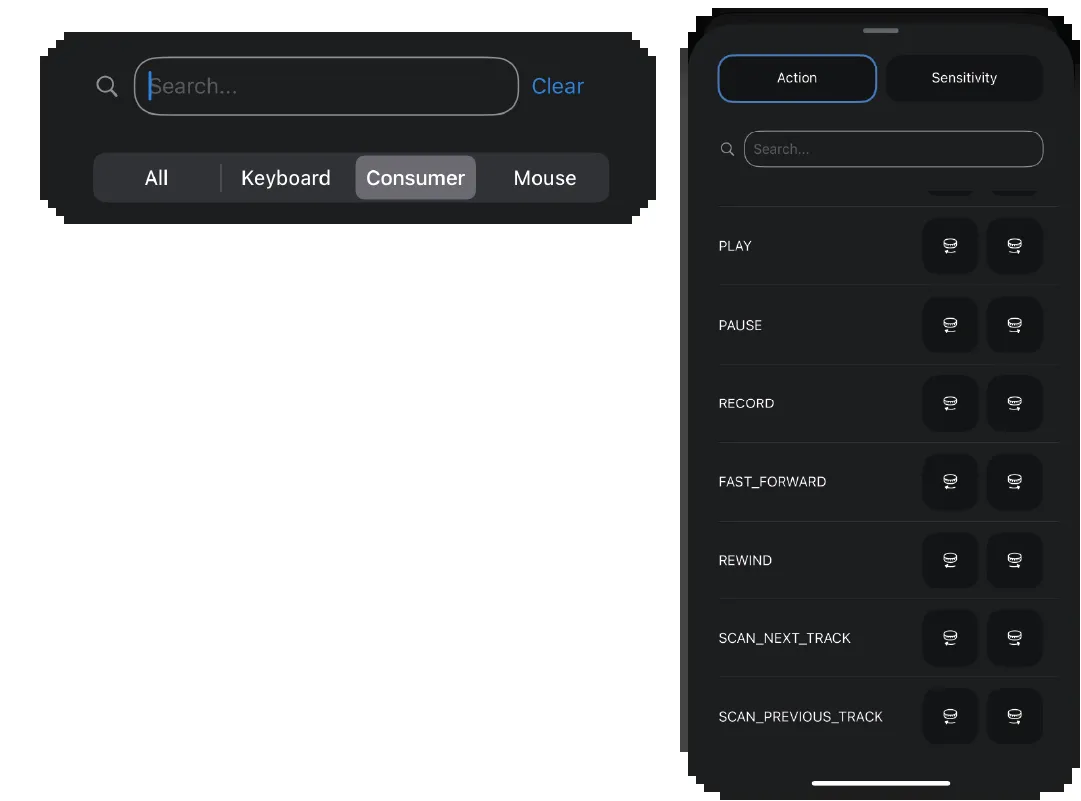 Search...
Clear
All
Keyboard
Consumer
Mouse
Action
Sensitivity
Search...
PLAY
PAUSE
RECORD
FAST_FORWARD
REWIND
SCAN_NEXT_TRACK
SCAN_PREVIOUS_TRACK